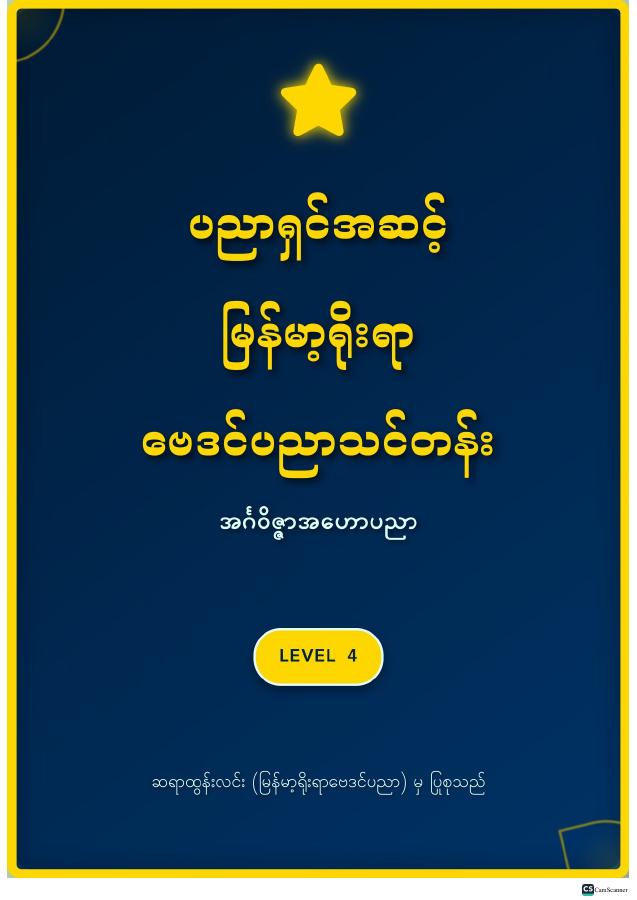 ပညာရှင်အဆင့်
မြန်မာ့ရိုးရာ
ဗေဒင်ပညာသင်တန်း
အင်္ဂဝိဇ္ဇာအဟောပညာ
LEVEL 4
ဆရာထွန်းလင်း (မြန်မာ့ရိုးရာဗေဒင်ပညာ) မှ ပြုစုသည်
CS CamScanner